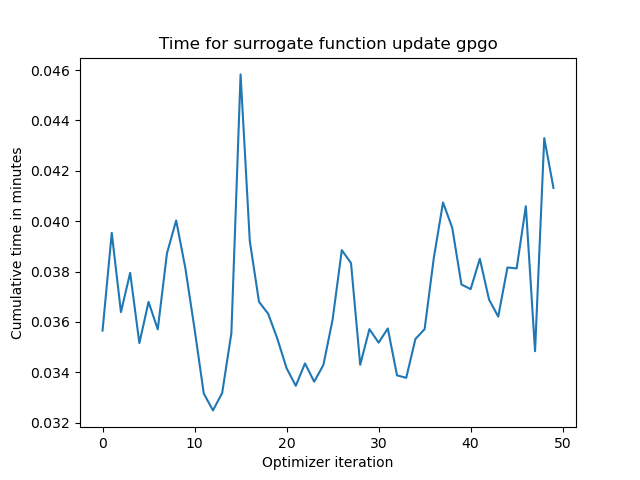 Time for surrogate function update gpgo
Cumulative time in minutes
0.046
0.044
0.042
0.040
0.038
0.036
0.034
0.032
0 10 20 30 40 50
Optimizer iteration